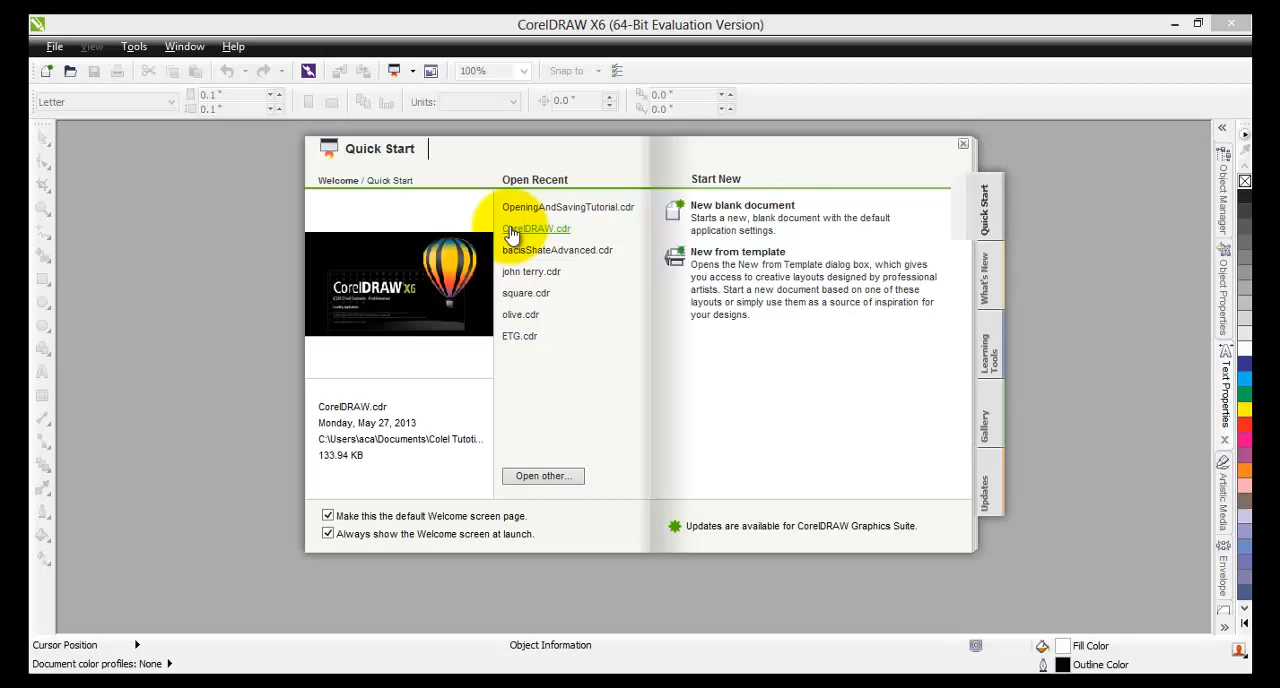 CorelDRAW X6 (64-Bit Evaluation Version)
File View Tools Window Help
100% Snap to
Letter 0.1 " 0.1 " Units: 0.0 " 0.0 " 0.0 "
Quick Start
Welcome / Quick Start
Open Recent
OpeningAndSavingTutorial.cdr
CorelDRAW.cdr
bacisShateAdvanced.cdr
john terry.cdr
square.cdr
olive.cdr
ETG.cdr
Open other...
CorelDRAW X6
CorelDRAW.cdr
Monday, May 27, 2013
C:\Users\aca\Documents\Colel Tutoti...
133.94 KB
Make this the default Welcome screen page.
Always show the Welcome screen at launch.
Start New
New blank document
Starts a new, blank document with the default
application settings.
New from template
Opens the New from Template dialog box, which gives
you access to creative layouts designed by professional
artists. Start a new document based on one of these
layouts or simply use them as a source of inspiration for
your designs.
Updates are available for CorelDRAW Graphics Suite.
Quick Start
What's New
Learning
Tools
Gallery
Updates
Object Manager
Object Properties
Text Properties
Artistic Media
Envelope
Cursor Position
Object Information
Fill Color
Document color profiles: None
Outline Color